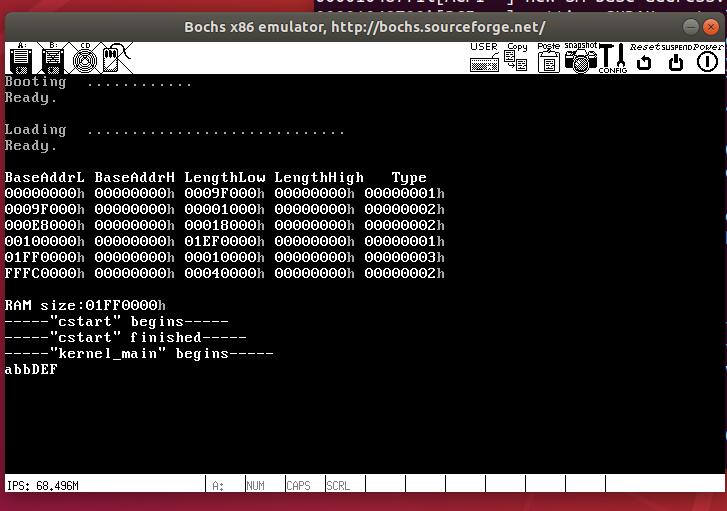 Bochs x86 emulator, http://bochs.sourceforge.net/
A: B: CD USER Copy Paste snapshot CONFIG Reset SUSPEND Power
Booting ............
Ready.
Loading .............................
Ready.
BaseAddrL BaseAddrH LengthLow LengthHigh Type
00000000h 00000000h 0009F000h 00000000h 00000001h
0009F000h 00000000h 00001000h 00000000h 00000002h
000E8000h 00000000h 00018000h 00000000h 00000002h
00100000h 00000000h 01EF0000h 00000000h 00000001h
01FF0000h 00000000h 00010000h 00000000h 00000003h
FFFC0000h 00000000h 00040000h 00000000h 00000002h
RAM size:01FF0000h
-----"cstart" begins-----
-----"cstart" finished-----
-----"kernel_main" begins-----
abbDEF
IPS: 68.496M A: NUM CAPS SCRL